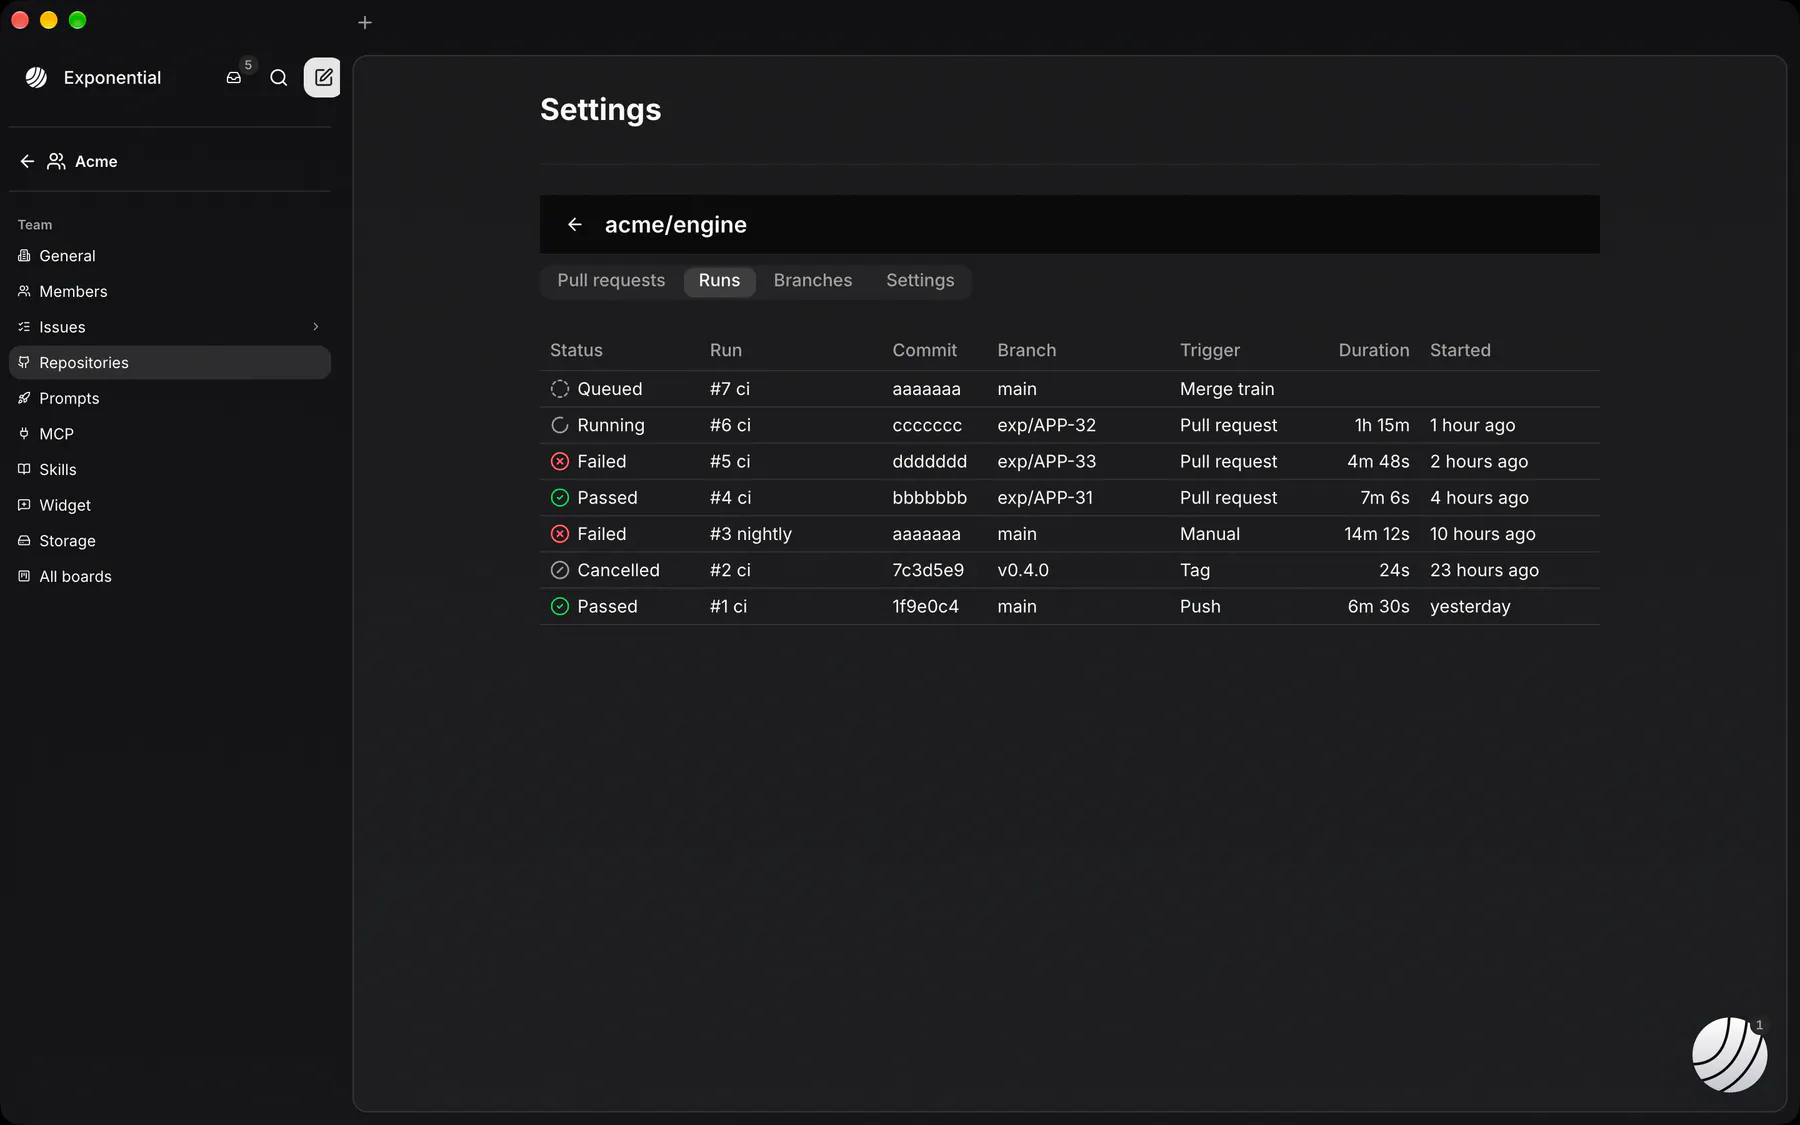 Exponential
5
Acme
Team
General
Members
Issues
Repositories
Prompts
MCP
Skills
Widget
Storage
All boards
Settings
acme/engine
Pull requests Runs Branches Settings
Status Run Commit Branch Trigger Duration Started
Queued #7 ci aaaaaaa main Merge train
Running #6 ci ccccccc exp/APP-32 Pull request 1h 15m 1 hour ago
Failed #5 ci ddddddd exp/APP-33 Pull request 4m 48s 2 hours ago
Passed #4 ci bbbbbbb exp/APP-31 Pull request 7m 6s 4 hours ago
Failed #3 nightly aaaaaaa main Manual 14m 12s 10 hours ago
Cancelled #2 ci 7c3d5e9 v0.4.0 Tag 24s 23 hours ago
Passed #1 ci 1f9e0c4 main Push 6m 30s yesterday
1